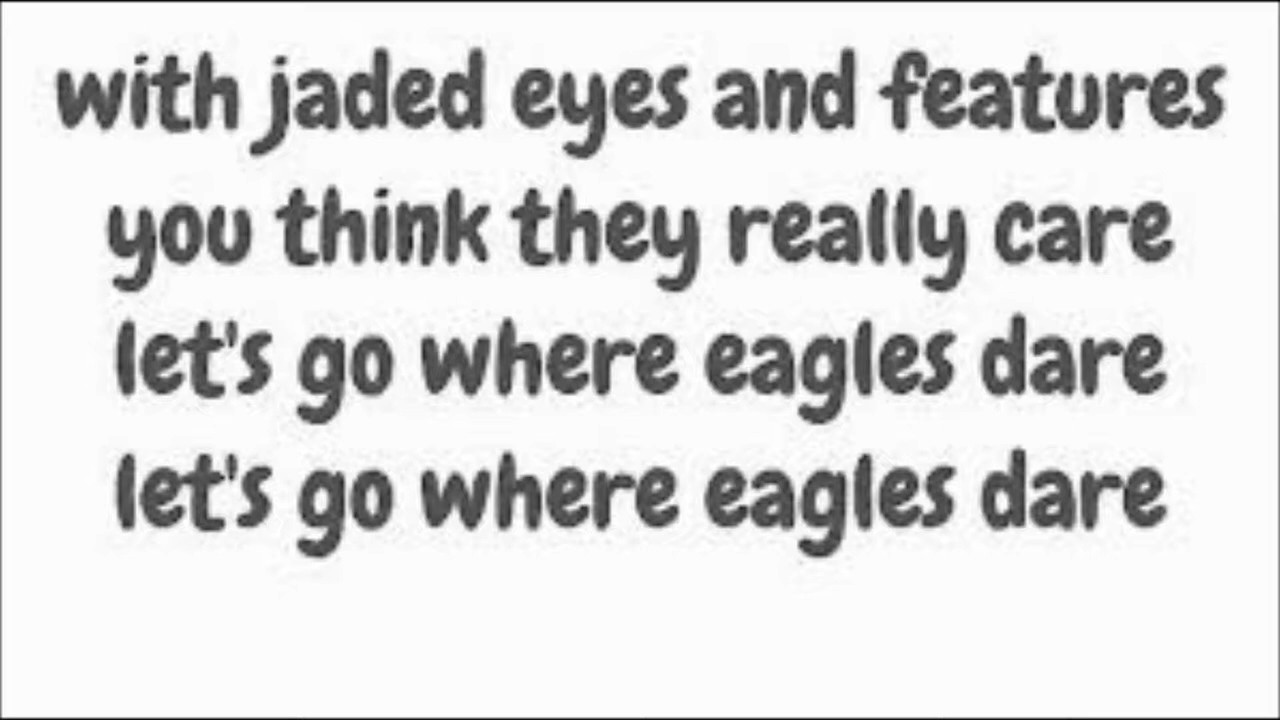 with jaded eyes and features
you think they really care
let's go where eagles dare
let's go where eagles dare